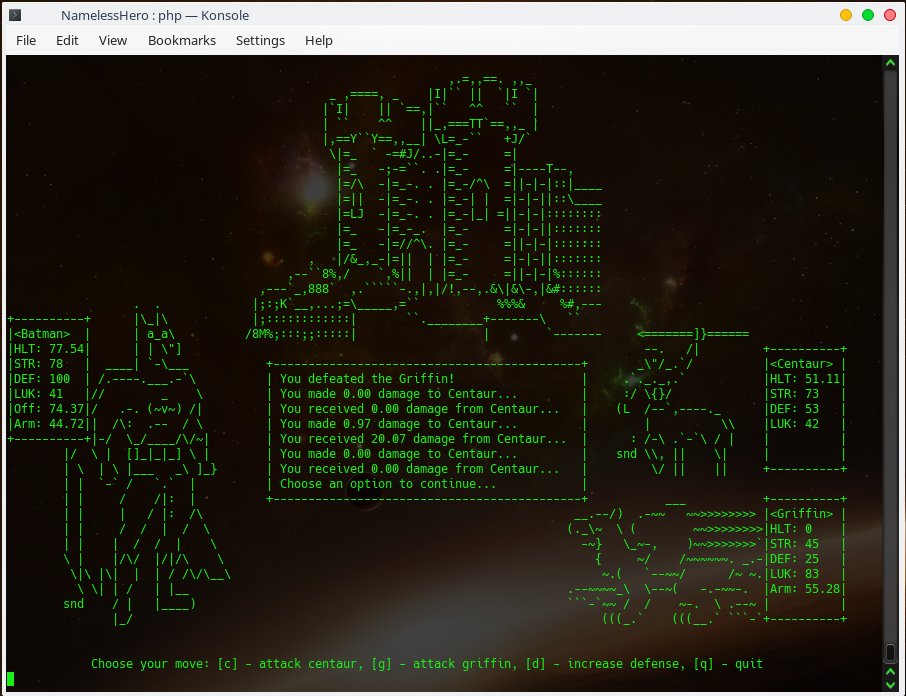 NamelessHero : php — Konsole
File Edit View Bookmarks Settings Help
<Batman>
HLT: 77.54
STR: 78
DEF: 100
LUK: 41
Off: 74.37
Arm: 44.72
snd
You defeated the Griffin!
You made 0.00 damage to Centaur...
You received 0.00 damage from Centaur...
You made 0.97 damage to Centaur...
You received 20.07 damage from Centaur...
You made 0.00 damage to Centaur...
You received 0.00 damage from Centaur...
Choose an option to continue...
snd
<Centaur>
HLT: 51.11
STR: 73
DEF: 53
LUK: 42
<Griffin>
HLT: 0
STR: 45
DEF: 25
LUK: 83
Arm: 55.28
Choose your move: [c] - attack centaur, [g] - attack griffin, [d] - increase defense, [q] - quit